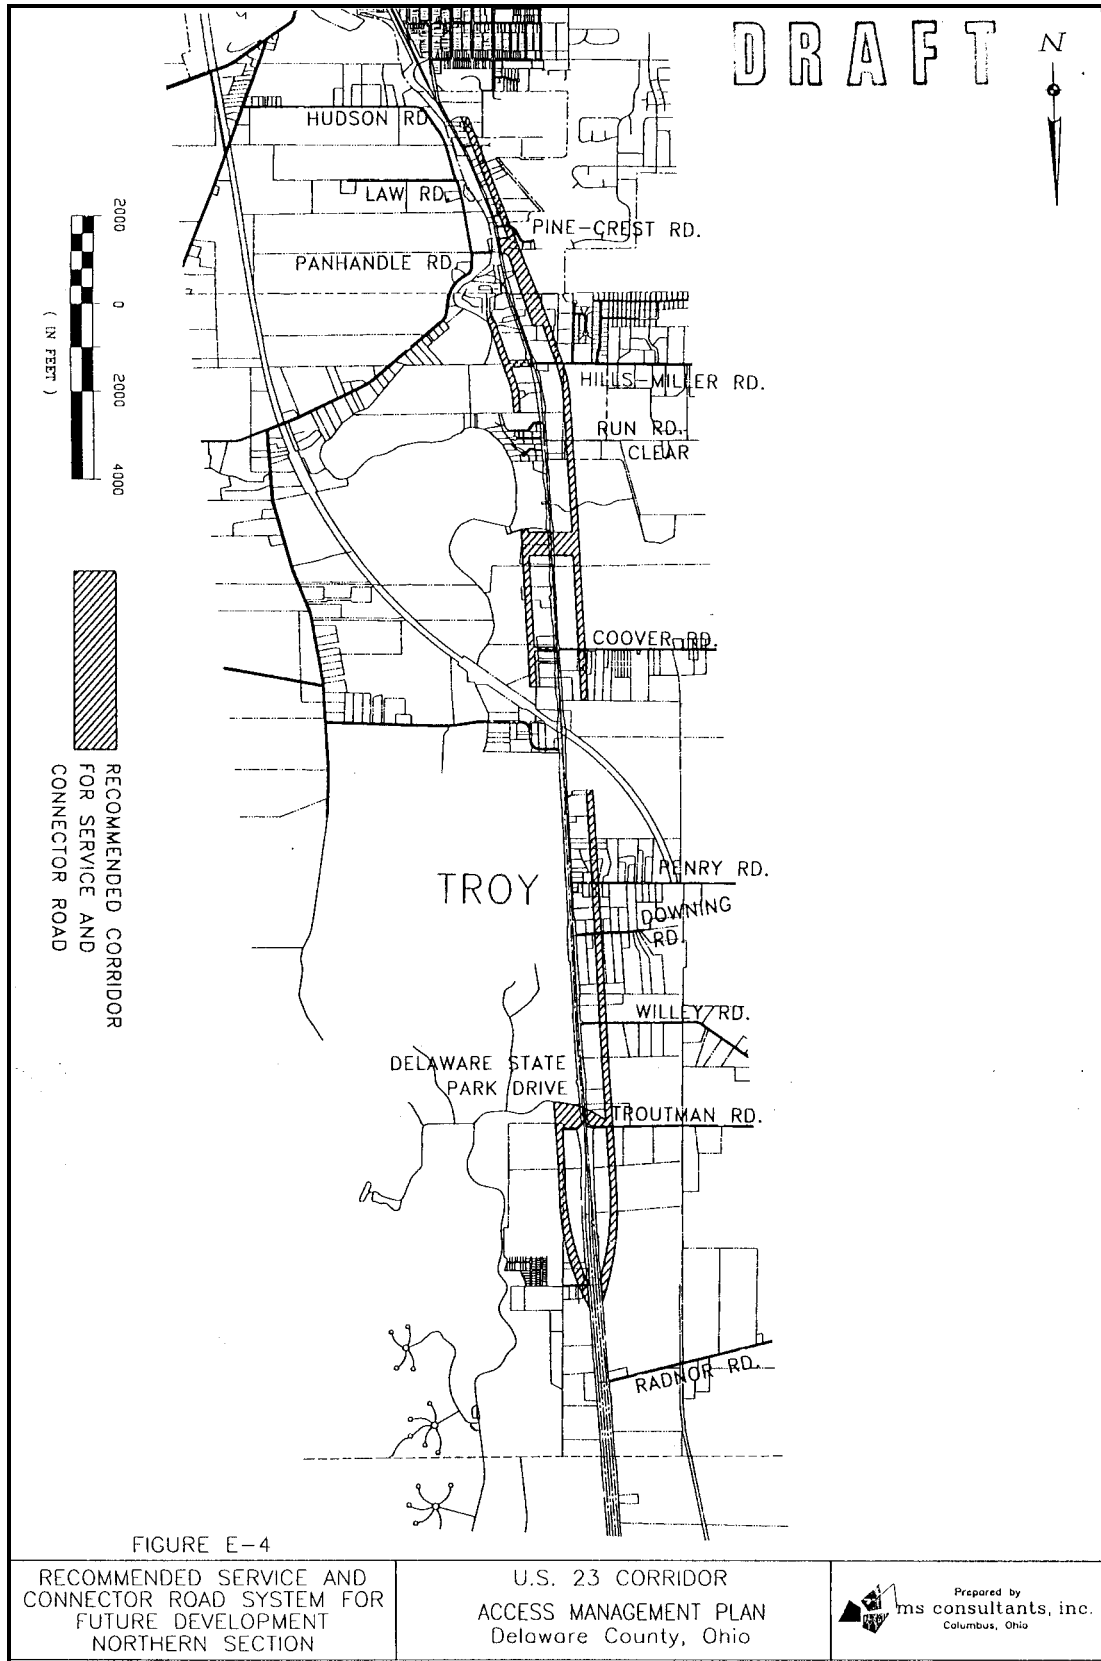 DRAFT
N
HUDSON RD.
LAW RD.
PINE-CREST RD.
PANHANDLE RD.
HILLS-MILLER RD.
RUN RD.
CLEAR
2000
0
2000
4000
( IN FEET )
COOVER RD.
RECOMMENDED CORRIDOR
FOR SERVICE AND
CONNECTOR ROAD
PENRY RD.
TROY
DOWNING
RD.
WILLEY RD.
DELAWARE STATE
PARK DRIVE
TROUTMAN RD.
RADNOR RD.
FIGURE E-4
RECOMMENDED SERVICE AND
CONNECTOR ROAD SYSTEM FOR
FUTURE DEVELOPMENT
NORTHERN SECTION
U.S. 23 CORRIDOR
ACCESS MANAGEMENT PLAN
Delaware County, Ohio
Prepared by
ms consultants, inc.
Columbus, Ohio